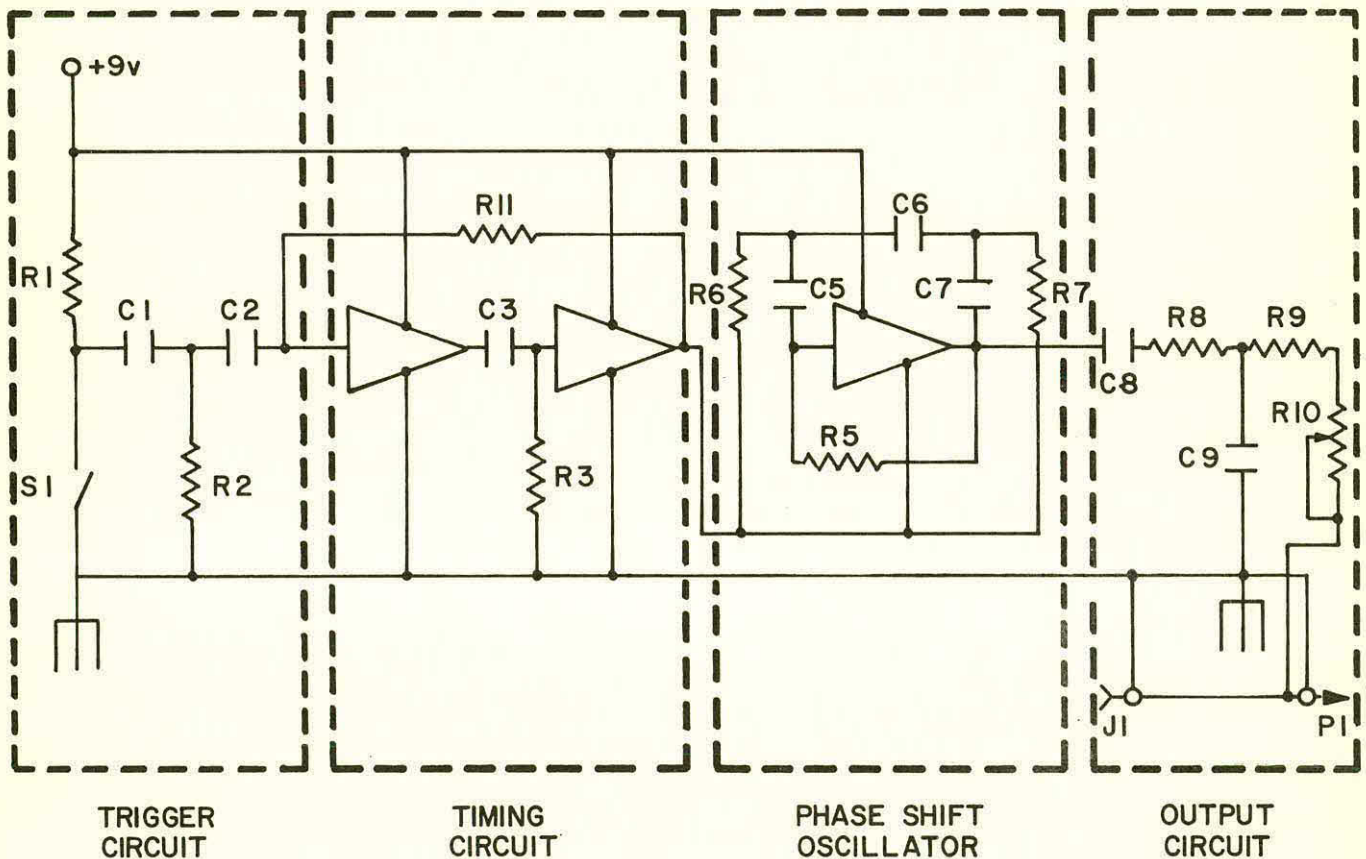 +9v
R1
C1
C2
S1
R2
R11
C3
R3
C6
R6
C5
C7
R7
R5
C8
R8
R9
R10
C9
J1
P1
TRIGGER
CIRCUIT
TIMING
CIRCUIT
PHASE SHIFT
OSCILLATOR
OUTPUT
CIRCUIT